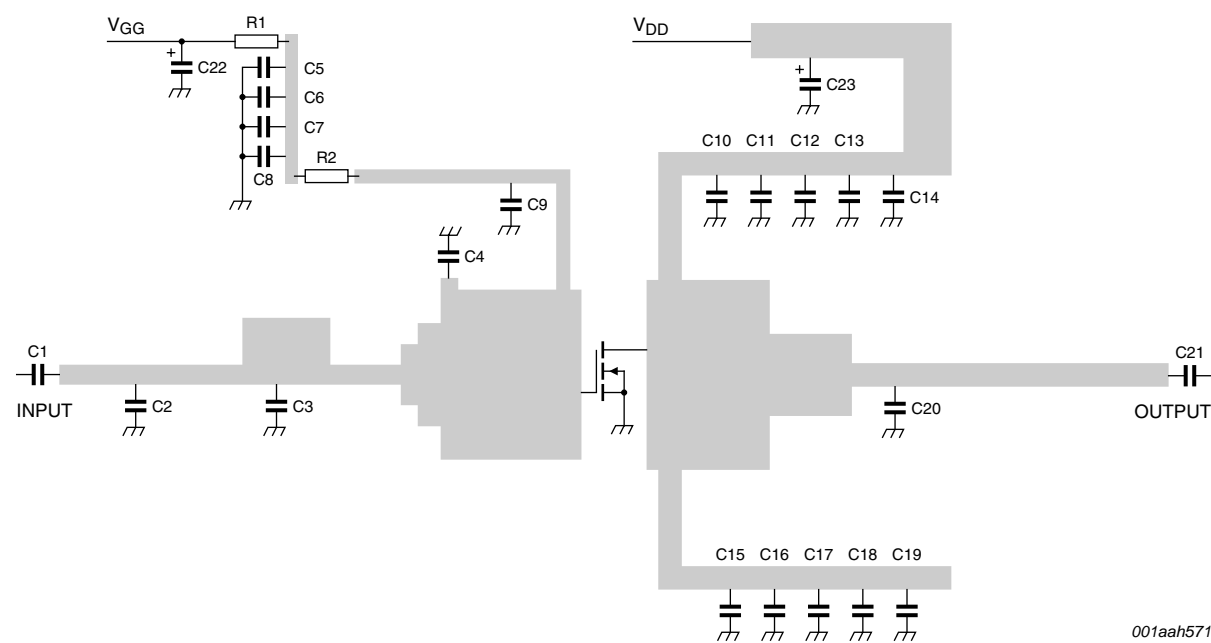 VGG
R1
+
C22
C5
C6
C7
C8
R2
C9
C4
VDD
+
C23
C10 C11 C12 C13
C14
C1
INPUT
C2
C3
C20
C21
OUTPUT
C15 C16 C17 C18 C19
001aah571